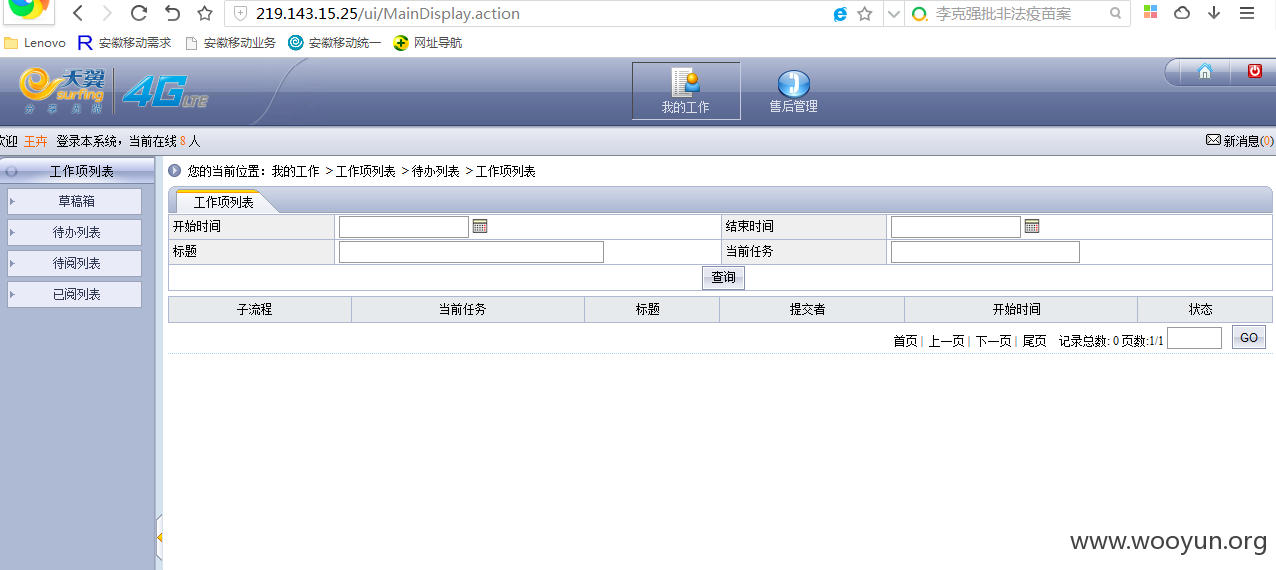 219.143.15.25/ui/MainDisplay.action 李克强批非法疫苗案
Lenovo 安徽移动需求 安徽移动业务 安徽移动统一 网址导航
天翼 surfing 分享无限 4G LTE 我的工作 售后管理
欢迎 王卉 登录本系统，当前在线 8 人 新消息(0)
工作项列表 您的当前位置：我的工作 > 工作项列表 > 待办列表 > 工作项列表
草稿箱 工作项列表
待办列表 开始时间 结束时间
待阅列表 标题 当前任务
已阅列表 查询
子流程 当前任务 标题 提交者 开始时间 状态
首页 | 上一页 | 下一页 | 尾页 记录总数: 0 页数:1/1 GO
www.wooyun.org